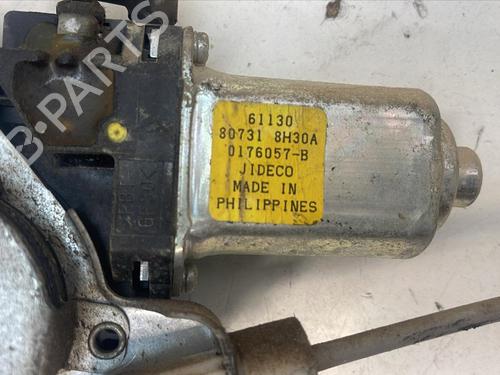 61130
80731 8H30A
0176057-B
JIDECO
MADE IN
PHILIPPINES
B-PARTS